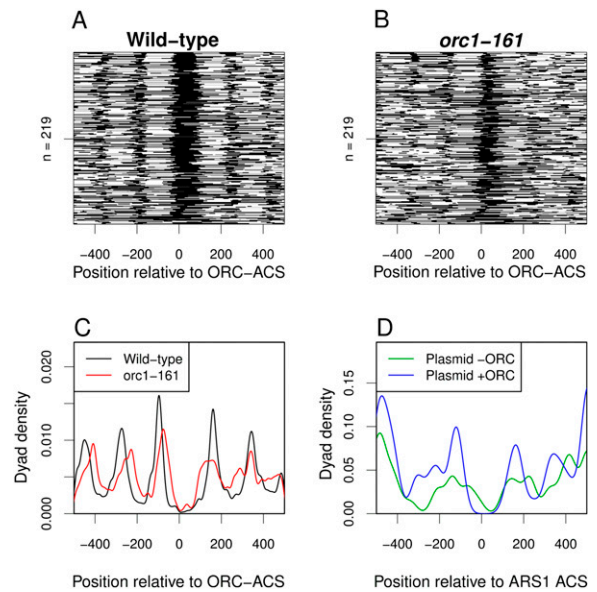 A
Wild-type
n = 219
−400 −200 0 200 400
Position relative to ORC−ACS
B
orc1−161
n = 219
−400 −200 0 200 400
Position relative to ORC−ACS
C
Wild−type
orc1−161
Dyad density
0.000 0.010 0.020
−400 −200 0 200 400
Position relative to ORC−ACS
D
Plasmid −ORC
Plasmid +ORC
Dyad density
0.00 0.05 0.10 0.15
−400 −200 0 200 400
Position relative to ARS1 ACS